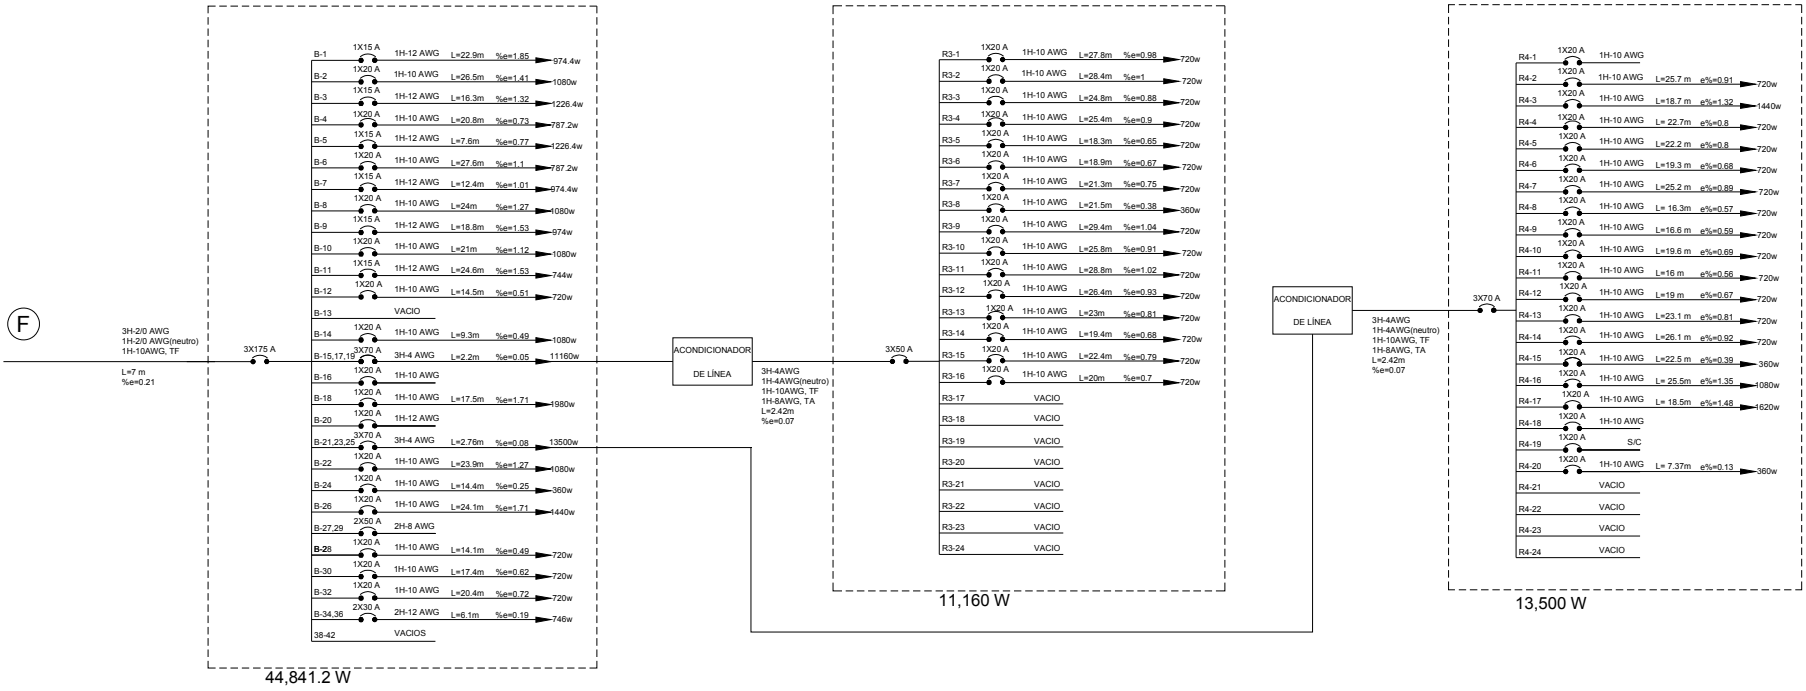 F
3H-2/0 AWG
1H-2/0 AWG(neutro)
1H-10AWG, TF
L=7 m
%e=0.21
3X175 A
B-1 1X15 A 1H-12 AWG L=22.9m %e=1.85 974.4w
B-2 1X20 A 1H-10 AWG L=26.5m %e=1.41 1080w
B-3 1X15 A 1H-12 AWG L=16.3m %e=1.32 1226.4w
B-4 1X20 A 1H-10 AWG L=20.8m %e=0.73 787.2w
B-5 1X15 A 1H-12 AWG L=7.6m %e=0.77 1226.4w
B-6 1X20 A 1H-10 AWG L=27.6m %e=1.1 787.2w
B-7 1X15 A 1H-12 AWG L=12.4m %e=1.01 974.4w
B-8 1X20 A 1H-10 AWG L=24m %e=1.27 1080w
B-9 1X15 A 1H-12 AWG L=18.8m %e=1.53 974w
B-10 1X20 A 1H-10 AWG L=21m %e=1.12 1080w
B-11 1X15 A 1H-12 AWG L=24.6m %e=1.53 744w
B-12 1X20 A 1H-10 AWG L=14.5m %e=0.51 720w
B-13 VACIO
B-14 1X20 A 1H-10 AWG L=9.3m %e=0.49 1080w
B-15,17,19 3X70 A 3H-4 AWG L=2.2m %e=0.05 11160w
B-16 1X20 A 1H-10 AWG
B-18 1X20 A 1H-10 AWG L=17.5m %e=1.71 1980w
B-20 1X20 A 1H-12 AWG
B-21,23,25 3X70 A 3H-4 AWG L=2.76m %e=0.08 13500w
B-22 1X20 A 1H-10 AWG L=23.9m %e=1.27 1080w
B-24 1X20 A 1H-10 AWG L=14.4m %e=0.25 360w
B-26 1X20 A 1H-10 AWG L=24.1m %e=1.71 1440w
B-27,29 2X50 A 2H-8 AWG
B-28 1X20 A 1H-10 AWG L=14.1m %e=0.49 720w
B-30 1X20 A 1H-10 AWG L=17.4m %e=0.62 720w
B-32 1X20 A 1H-10 AWG L=20.4m %e=0.72 720w
B-34,36 2X30 A 2H-12 AWG L=6.1m %e=0.19 746w
38-42 VACIOS
44,841.2 W
ACONDICIONADOR
DE LÍNEA
3H-4AWG
1H-4AWG(neutro)
1H-10AWG, TF
1H-8AWG, TA
L=2.42m
%e=0.07
3X50 A
R3-1 1X20 A 1H-10 AWG L=27.8m %e=0.98 720w
R3-2 1X20 A 1H-10 AWG L=28.4m %e=1 720w
R3-3 1X20 A 1H-10 AWG L=24.8m %e=0.88 720w
R3-4 1X20 A 1H-10 AWG L=25.4m %e=0.9 720w
R3-5 1X20 A 1H-10 AWG L=18.3m %e=0.65 720w
R3-6 1X20 A 1H-10 AWG L=18.9m %e=0.67 720w
R3-7 1X20 A 1H-10 AWG L=21.3m %e=0.75 720w
R3-8 1X20 A 1H-10 AWG L=21.5m %e=0.38 360w
R3-9 1X20 A 1H-10 AWG L=29.4m %e=1.04 720w
R3-10 1X20 A 1H-10 AWG L=25.8m %e=0.91 720w
R3-11 1X20 A 1H-10 AWG L=28.8m %e=1.02 720w
R3-12 1X20 A 1H-10 AWG L=26.4m %e=0.93 720w
R3-13 1X20 A 1H-10 AWG L=23m %e=0.81 720w
R3-14 1X20 A 1H-10 AWG L=19.4m %e=0.68 720w
R3-15 1X20 A 1H-10 AWG L=22.4m %e=0.79 720w
R3-16 1X20 A 1H-10 AWG L=20m %e=0.7 720w
R3-17 VACIO
R3-18 VACIO
R3-19 VACIO
R3-20 VACIO
R3-21 VACIO
R3-22 VACIO
R3-23 VACIO
R3-24 VACIO
11,160 W
ACONDICIONADOR
DE LÍNEA
3H-4AWG
1H-4AWG(neutro)
1H-10AWG, TF
1H-8AWG, TA
L=2.42m
%e=0.07
3X70 A
R4-1 1X20 A 1H-10 AWG
R4-2 1X20 A 1H-10 AWG L=25.7 m e%=0.91 720w
R4-3 1X20 A 1H-10 AWG L=18.7 m e%=1.32 1440w
R4-4 1X20 A 1H-10 AWG L= 22.7m e%=0.8 720w
R4-5 1X20 A 1H-10 AWG L=22.2 m e%=0.8 720w
R4-6 1X20 A 1H-10 AWG L=19.3 m e%=0.68 720w
R4-7 1X20 A 1H-10 AWG L=25.2 m e%=0.89 720w
R4-8 1X20 A 1H-10 AWG L= 16.3m e%=0.57 720w
R4-9 1X20 A 1H-10 AWG L=16.6 m e%=0.59 720w
R4-10 1X20 A 1H-10 AWG L=19.6 m e%=0.69 720w
R4-11 1X20 A 1H-10 AWG L=16 m e%=0.56 720w
R4-12 1X20 A 1H-10 AWG L=19 m e%=0.67 720w
R4-13 1X20 A 1H-10 AWG L=23.1 m e%=0.81 720w
R4-14 1X20 A 1H-10 AWG L=26.1 m e%=0.92 720w
R4-15 1X20 A 1H-10 AWG L=22.5 m e%=0.39 360w
R4-16 1X20 A 1H-10 AWG L= 25.5m e%=1.35 1080w
R4-17 1X20 A 1H-10 AWG L= 18.5m e%=1.48 1620w
R4-18 1X20 A 1H-10 AWG
R4-19 1X20 A S/C
R4-20 1X20 A 1H-10 AWG L= 7.37m e%=0.13 360w
R4-21 VACIO
R4-22 VACIO
R4-23 VACIO
R4-24 VACIO
13,500 W